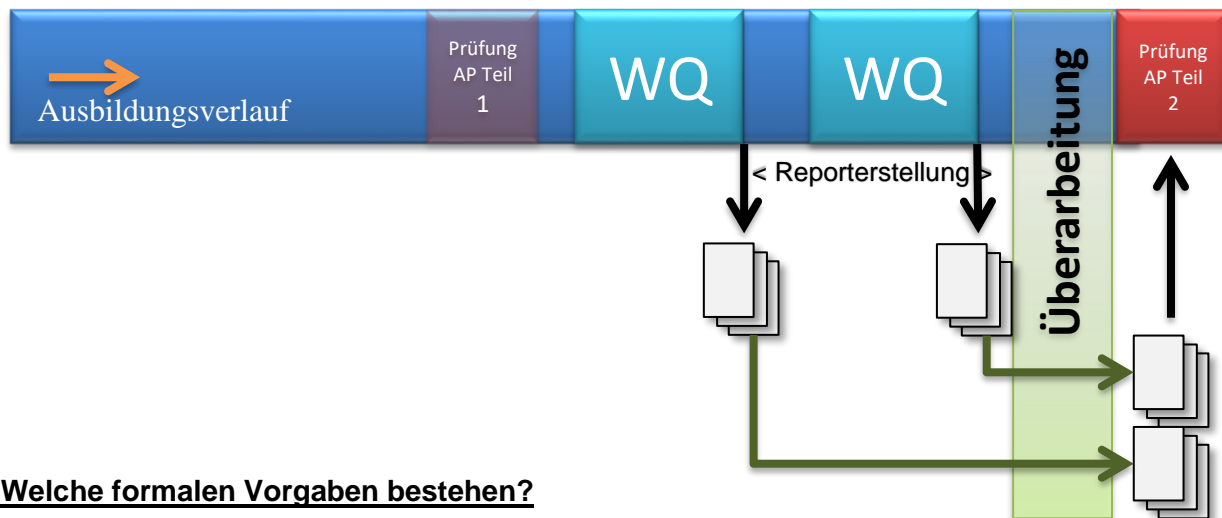 Ausbildungsverlauf
Prüfung
AP Teil
1
WQ
WQ
Überarbeitung
Prüfung
AP Teil
2
< Reporterstellung >
Welche formalen Vorgaben bestehen?